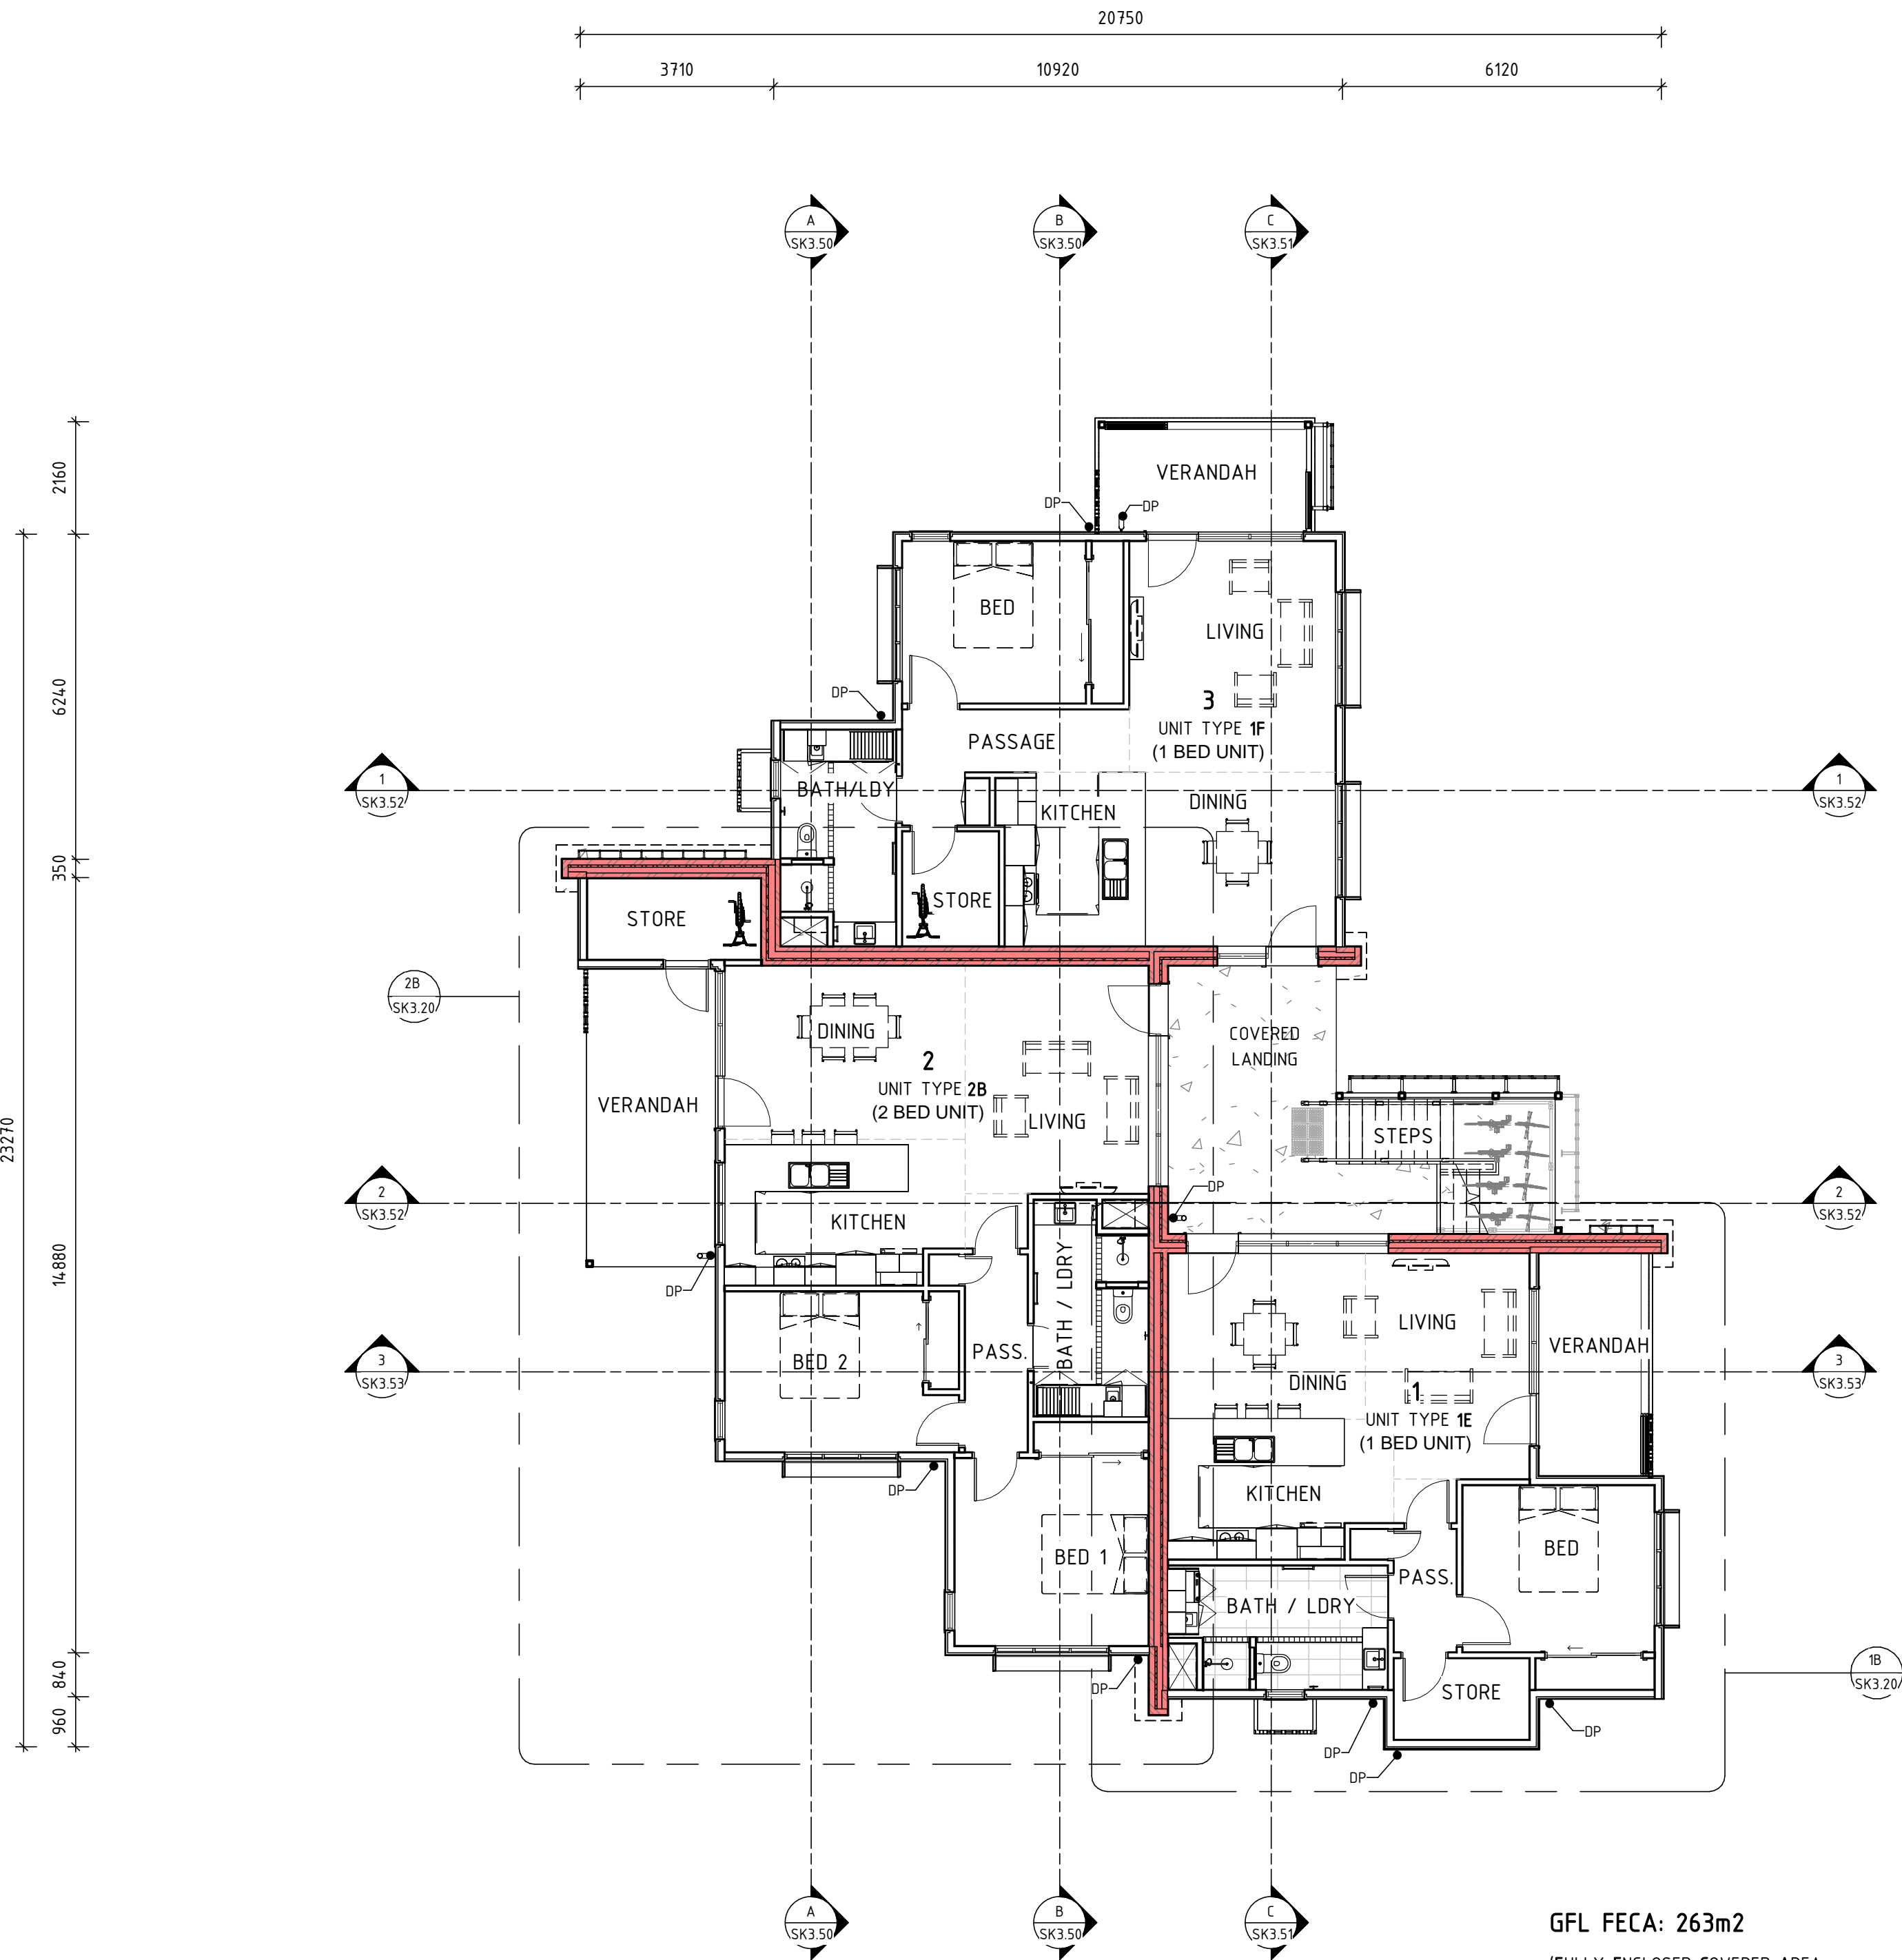 20750
3710 10920 6120
A
SK3.50
B
SK3.50
C
SK3.51
2160
VERANDAH
DP
DP
BED
LIVING
6240
DP
3
UNIT TYPE 1F
(1 BED UNIT)
PASSAGE
1
SK3.52
BATH/LDY
KITCHEN
DINING
1
SK3.52
350
STORE
STORE
2B
SK3.20
DINING
COVERED
LANDING
2
UNIT TYPE 2B
(2 BED UNIT)
VERANDAH
LIVING
STEPS
23270
2
SK3.52
DP
2
SK3.52
KITCHEN
14880
DP
BATH / LDRY
LIVING
VERANDAH
3
SK3.53
BED 2
PASS.
DINING
3
SK3.53
1
UNIT TYPE 1E
(1 BED UNIT)
DP
KITCHEN
BED 1
BED
PASS.
BATH / LDRY
840
DP
STORE
1B
SK3.20
960
DP
DP
DP
A
SK3.50
B
SK3.50
C
SK3.51
GFL FECA: 263m2
(FULLY ENCLOSED COVERED AREA